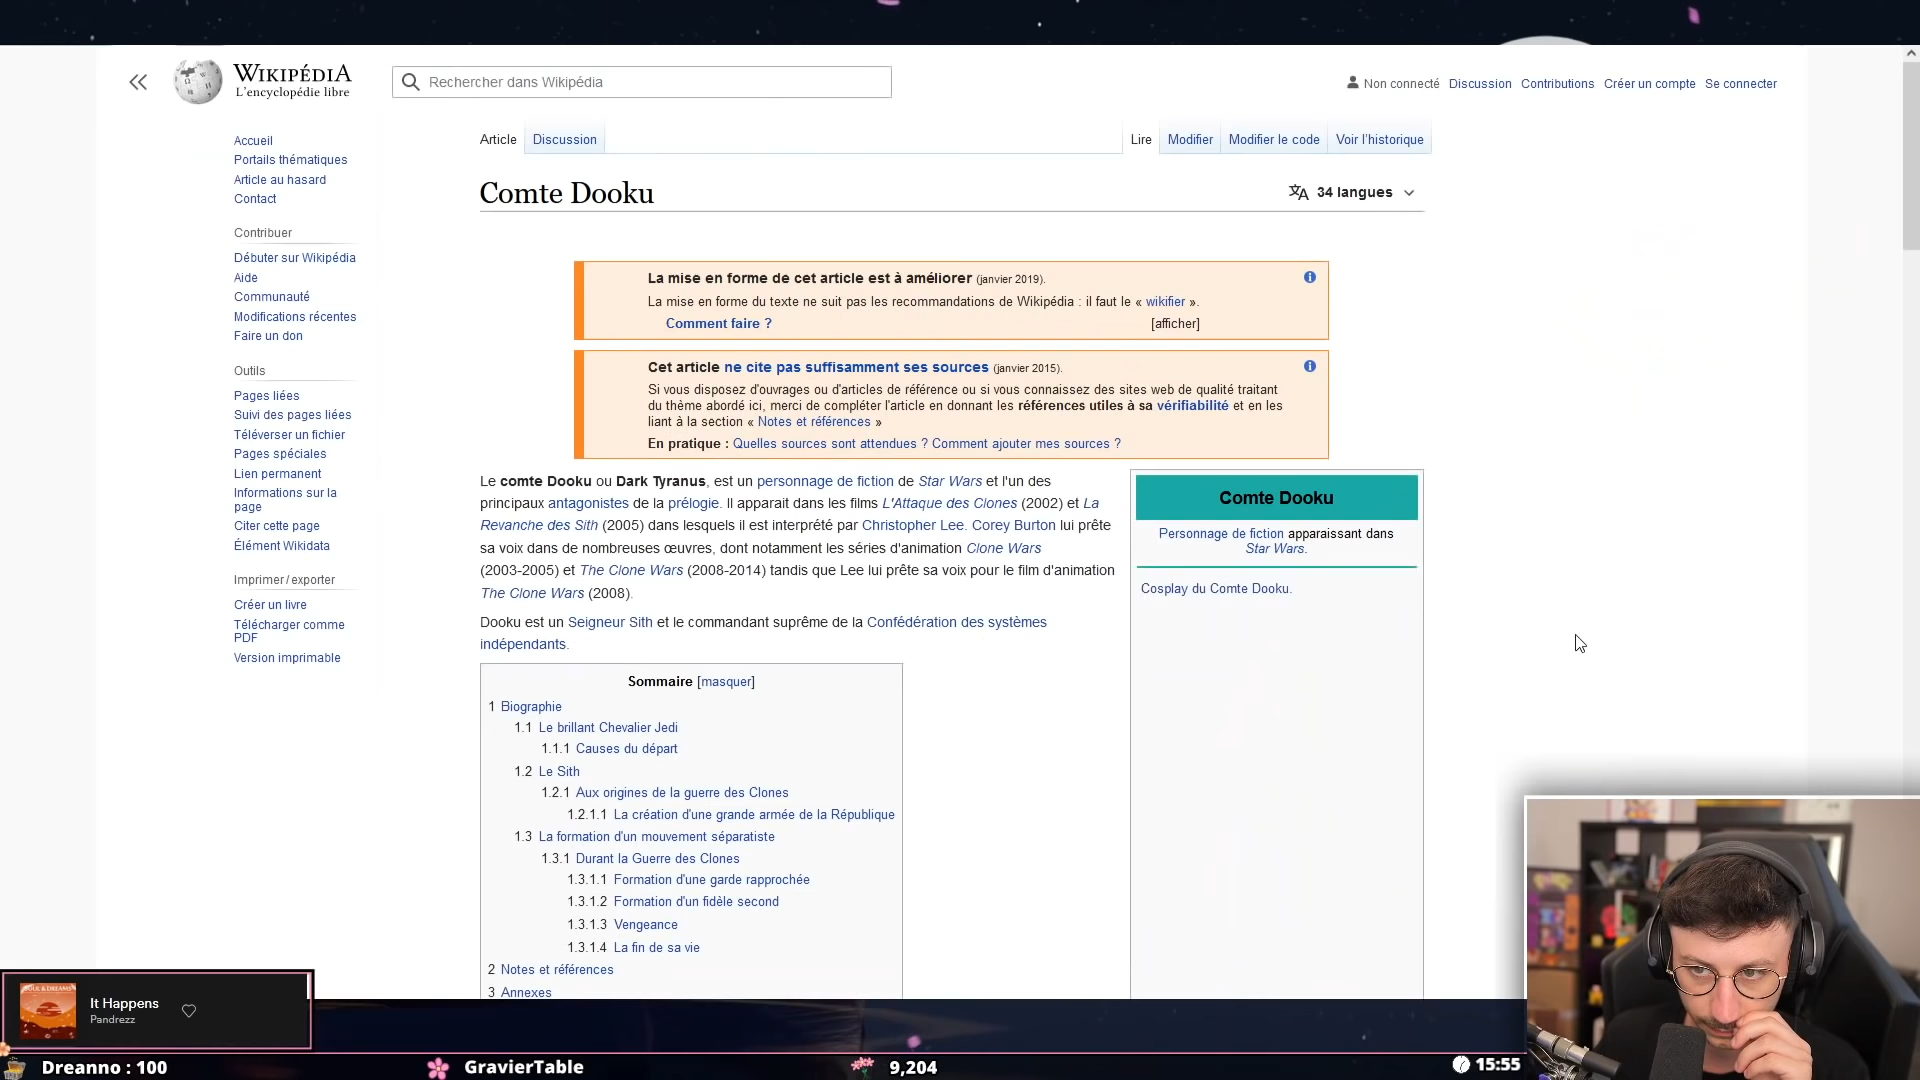 WIKIPÉDIA
L'encyclopédie libre
Rechercher dans Wikipédia
Non connecté Discussion Contributions Créer un compte Se connecter
Accueil
Portails thématiques
Article au hasard
Contact
Contribuer
Débuter sur Wikipédia
Aide
Communauté
Modifications récentes
Faire un don
Outils
Pages liées
Suivi des pages liées
Téléverser un fichier
Pages spéciales
Lien permanent
Informations sur la
page
Citer cette page
Élément Wikidata
Imprimer / exporter
Créer un livre
Télécharger comme
PDF
Version imprimable
Article Discussion Lire Modifier Modifier le code Voir l'historique
Comte Dooku
34 langues
La mise en forme de cet article est à améliorer (janvier 2019).
La mise en forme du texte ne suit pas les recommandations de Wikipédia : il faut le « wikifier ».
Comment faire ? [afficher]
Cet article ne cite pas suffisamment ses sources (janvier 2015).
Si vous disposez d'ouvrages ou d'articles de référence ou si vous connaissez des sites web de qualité traitant
du thème abordé ici, merci de compléter l'article en donnant les références utiles à sa vérifiabilité et en les
liant à la section « Notes et références »
En pratique : Quelles sources sont attendues ? Comment ajouter mes sources ?
Le comte Dooku ou Dark Tyranus, est un personnage de fiction de Star Wars et l'un des
principaux antagonistes de la prélogie. Il apparait dans les films L'Attaque des Clones (2002) et La
Revanche des Sith (2005) dans lesquels il est interprété par Christopher Lee. Corey Burton lui prête
sa voix dans de nombreuses œuvres, dont notamment les séries d'animation Clone Wars
(2003-2005) et The Clone Wars (2008-2014) tandis que Lee lui prête sa voix pour le film d'animation
The Clone Wars (2008).
Dooku est un Seigneur Sith et le commandant suprême de la Confédération des systèmes
indépendants.
Comte Dooku
Personnage de fiction apparaissant dans
Star Wars.
Cosplay du Comte Dooku.
Sommaire [masquer]
1 Biographie
1.1 Le brillant Chevalier Jedi
1.1.1 Causes du départ
1.2 Le Sith
1.2.1 Aux origines de la guerre des Clones
1.2.1.1 La création d'une grande armée de la République
1.3 La formation d'un mouvement séparatiste
1.3.1 Durant la Guerre des Clones
1.3.1.1 Formation d'une garde rapprochée
1.3.1.2 Formation d'un fidèle second
1.3.1.3 Vengeance
1.3.1.4 La fin de sa vie
2 Notes et références
3 Annexes
It Happens
Pandrezz
Dreanno : 100
GravierTable
9,204
15:55